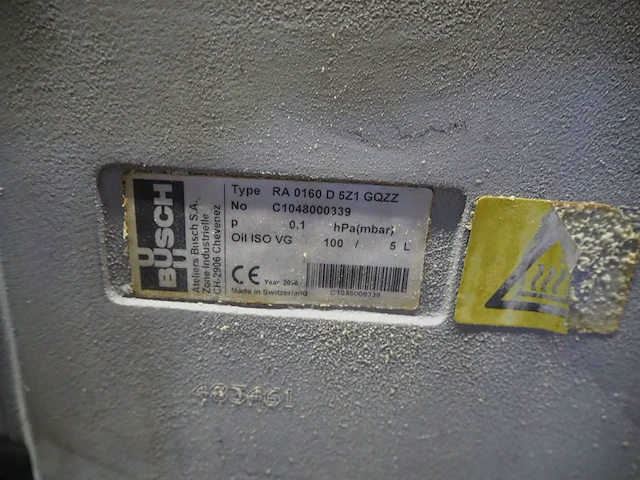 BUSCH
Ateliers Busch S.A.
Zone Industrielle
CH-2906 Chevenez
Type RA 0160 D 5Z1 GQZZ
No C1048000339
p 0,1 hPa(mbar)
Oil ISO VG 100 / 5 L
CE Year
Made in Switzerland
C1048000339